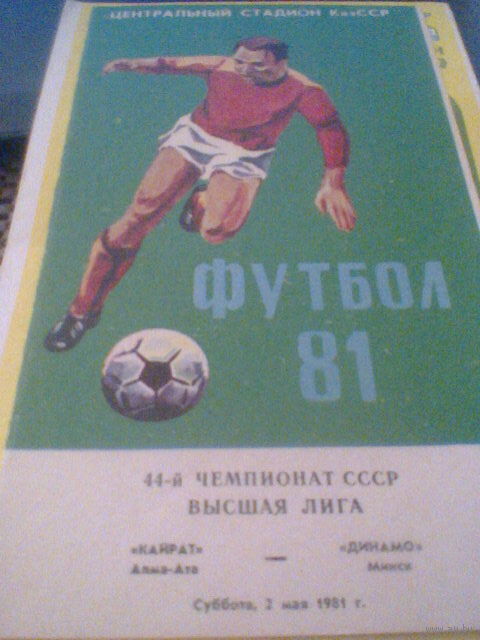 ЦЕНТРАЛЬНЫЙ СТАДИОН КазССР
ФУТБОЛ
81
44-й ЧЕМПИОНАТ СССР
ВЫСШАЯ ЛИГА
«КАЙРАТ» — «ДИНАМО»
Алма-Ата Минск
Суббота, 2 мая 1981 г.